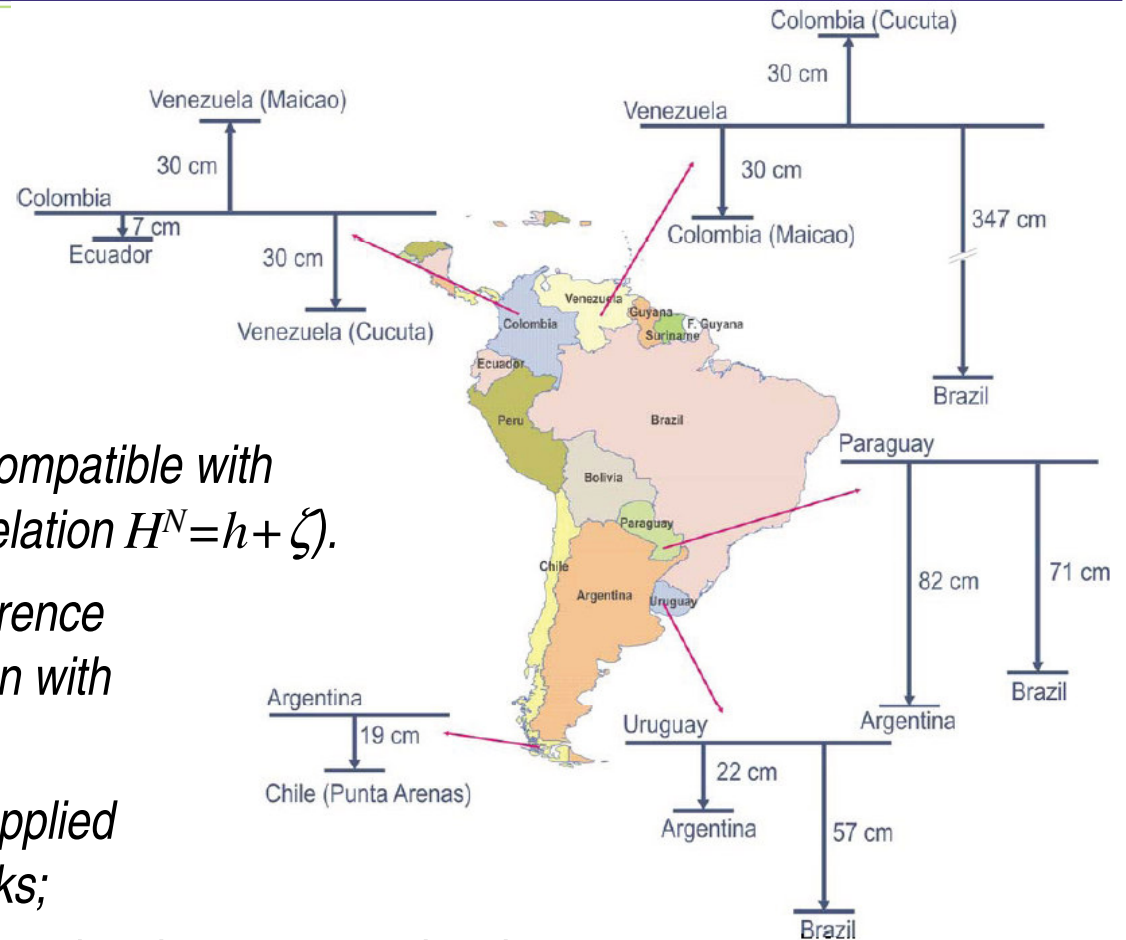 Colombia (Cucuta)
30 cm
Venezuela
30 cm
Colombia (Maicao)
347 cm
Brazil
Venezuela (Maicao)
30 cm
Colombia
7 cm
Ecuador
30 cm
Venezuela (Cucuta)
Venezuela
Guyana
F. Guyana
Suriname
Colombia
Ecuador
Peru
Brazil
Bolivia
Paraguay
Chile
Argentina
Uruguay
ompatible with
elation H^N=h+ζ).
rence
n with
pplied
ks;
Paraguay
82 cm
71 cm
Brazil
Argentina
Argentina
19 cm
Chile (Punta Arenas)
Uruguay
22 cm
Argentina
57 cm
Brazil